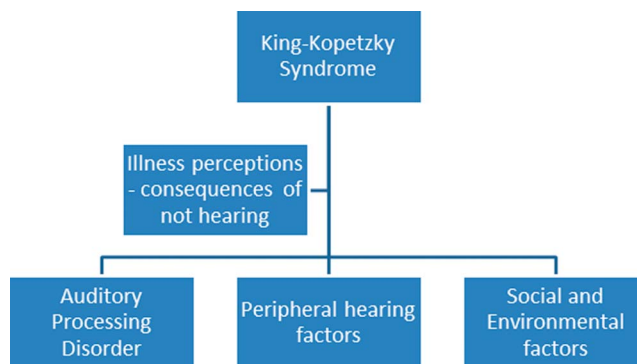 King-Kopetzky
Syndrome
Illness perceptions
- consequences of
not hearing
Auditory
Processing
Disorder
Peripheral hearing
factors
Social and
Environmental
factors